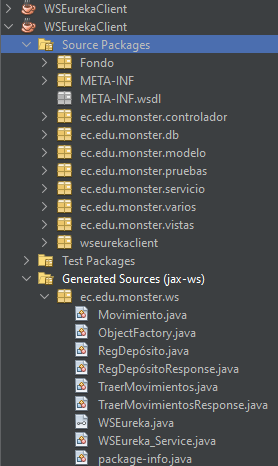 WSEurekaClient
WSEurekaClient
Source Packages
Fondo
META-INF
META-INF.wsdl
ec.edu.monster.controlador
ec.edu.monster.db
ec.edu.monster.modelo
ec.edu.monster.pruebas
ec.edu.monster.servicio
ec.edu.monster.varios
ec.edu.monster.vistas
wseurekaclient
Test Packages
Generated Sources (jax-ws)
ec.edu.monster.ws
Movimiento.java
ObjectFactory.java
RegDepósito.java
RegDepósitoResponse.java
TraerMovimientos.java
TraerMovimientosResponse.java
WSEureka.java
WSEureka_Service.java
package-info.java